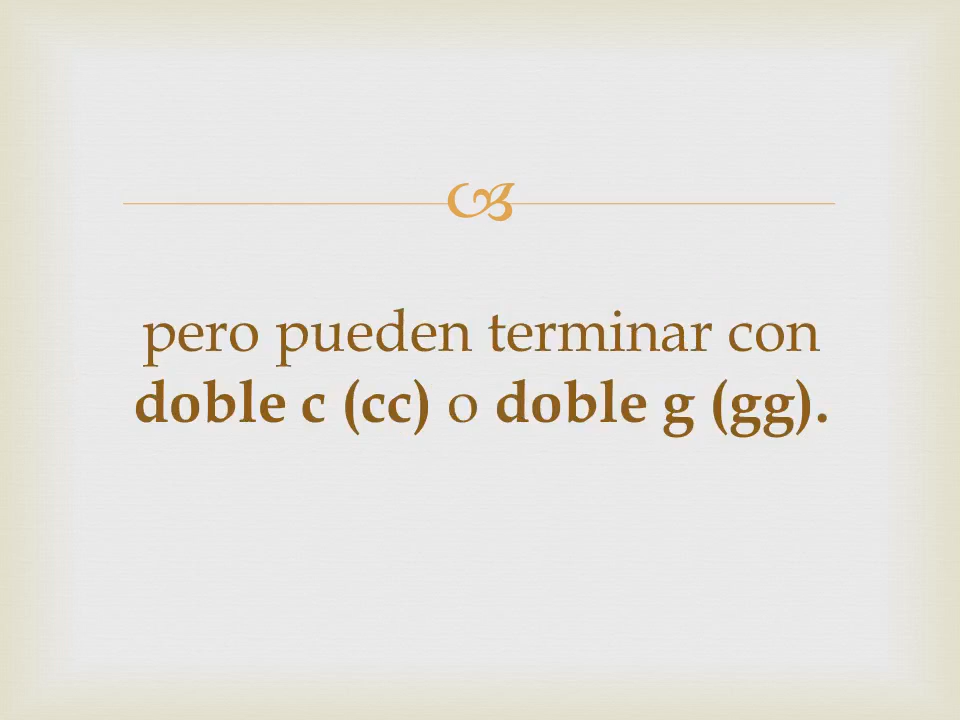 pero pueden terminar con
doble c (cc) o doble g (gg).